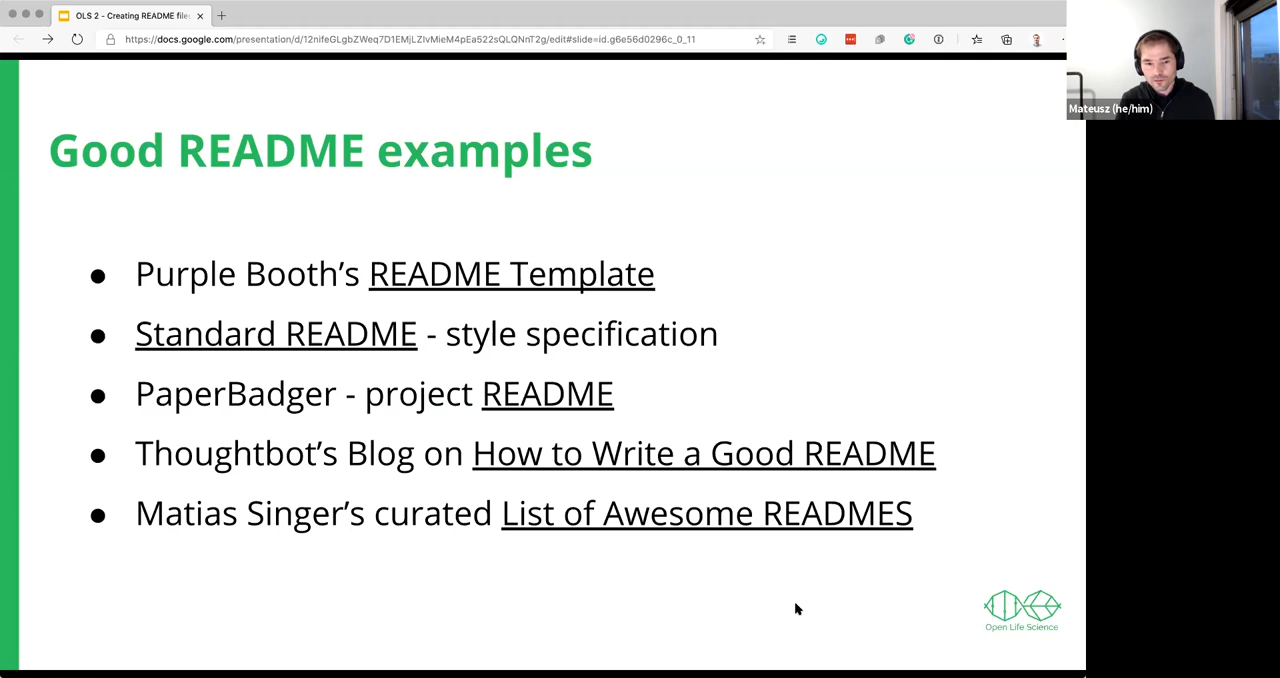 OLS 2 - Creating README file
https://docs.google.com/presentation/d/12nifeGLgbZWeq7D1EMjLZIvMieM4pEa522sQLQNnT2g/edit#slide=id.g6e56d0296c_0_11
Mateusz (he/him)
Good README examples
● Purple Booth’s README Template
● Standard README - style specification
● PaperBadger - project README
● Thoughtbot’s Blog on How to Write a Good README
● Matias Singer’s curated List of Awesome READMES
Open Life Science